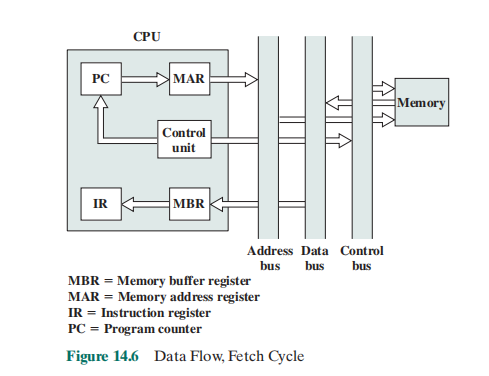 CPU
PC
MAR
Memory
Control
unit
IR
MBR
Address Data Control
bus bus bus
MBR = Memory buffer register
MAR = Memory address register
IR = Instruction register
PC = Program counter
Figure 14.6 Data Flow, Fetch Cycle